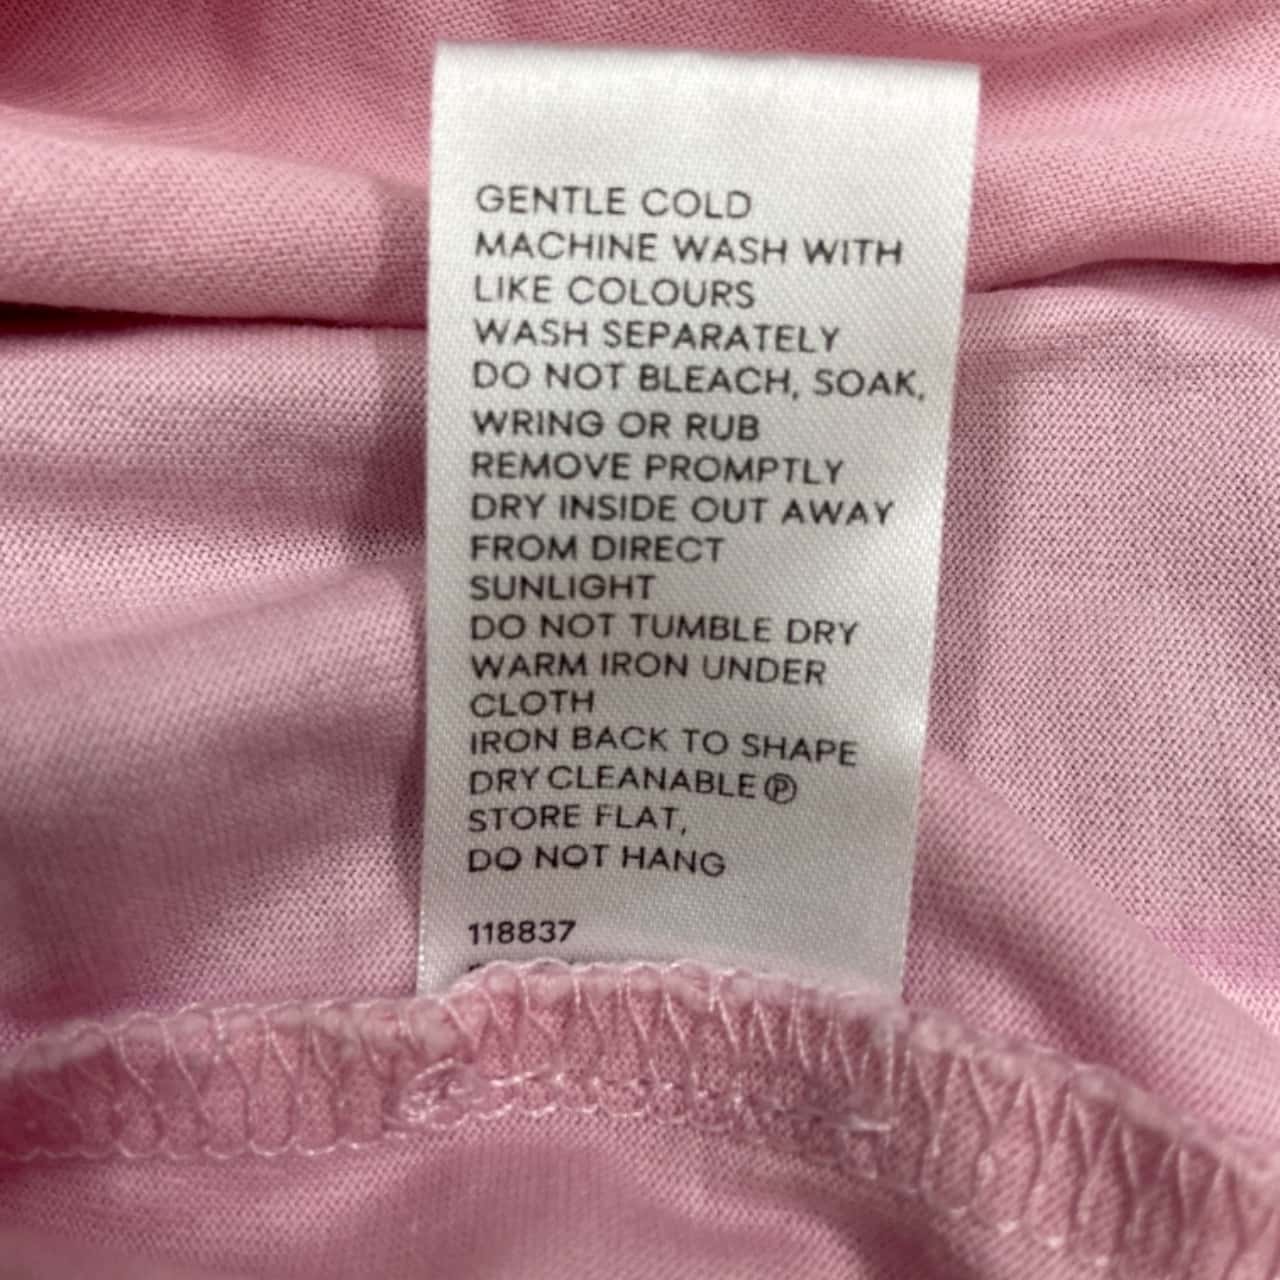 GENTLE COLD
MACHINE WASH WITH
LIKE COLOURS
WASH SEPARATELY
DO NOT BLEACH, SOAK,
WRING OR RUB
REMOVE PROMPTLY
DRY INSIDE OUT AWAY
FROM DIRECT
SUNLIGHT
DO NOT TUMBLE DRY
WARM IRON UNDER
CLOTH
IRON BACK TO SHAPE
DRY CLEANABLE Ⓟ
STORE FLAT,
DO NOT HANG
118837